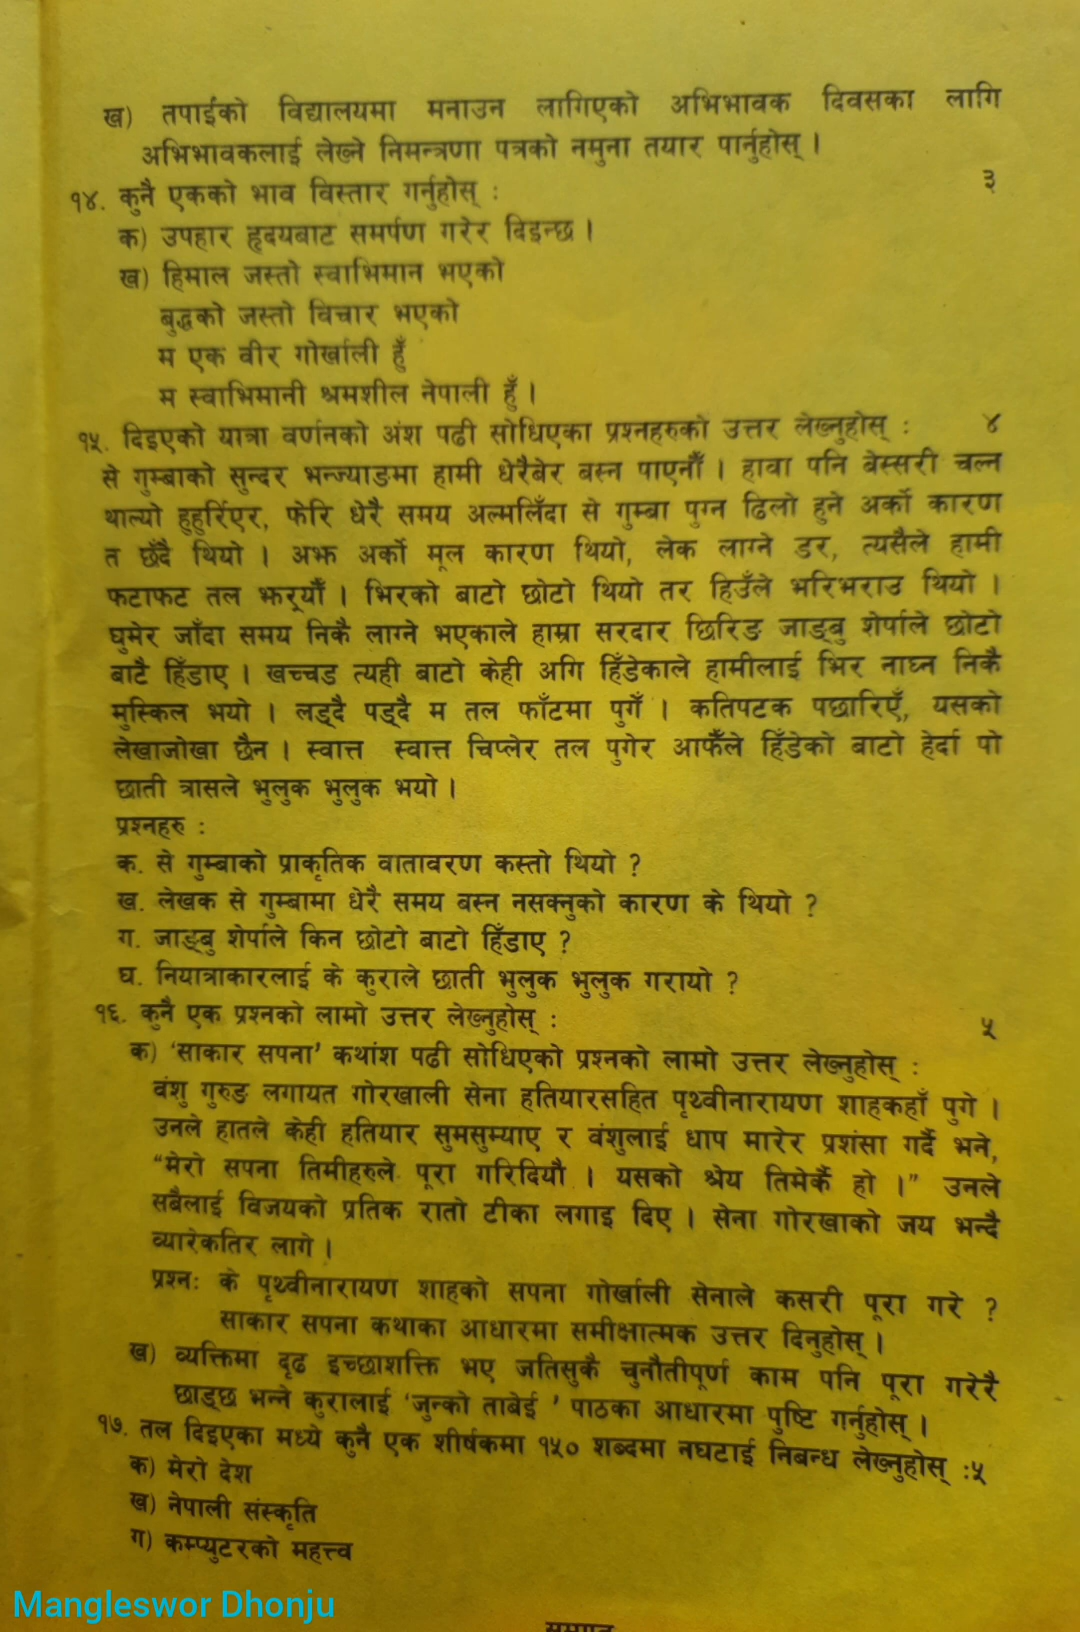 ख) तपाईको विद्यालयमा मनाउन लागिएको अभिभावक दिवसका लागि
अभिभावकलाई लेख्ने निमन्त्रणा पत्रको नमुना तयार पार्नुहोस् ।
१४. कुनै एकको भाव विस्तार गर्नुहोस् : ३
क) उपहार हृदयबाट समर्पण गरेर दिइन्छ ।
ख) हिमाल जस्तो स्वाभिमान भएको
बुद्धको जस्तो विचार भएको
म एक वीर गोर्खाली हुँ
म स्वाभिमानी श्रमशील नेपाली हुँ ।
१५. दिइएको यात्रा वर्णनको अंश पढी सोधिएका प्रश्नहरुको उत्तर लेख्नुहोस् : ४
से गुम्बाको सुन्दर भन्ज्याङमा हामी धेरैबेर बस्न पाएनौँ । हावा पनि बेस्सरी चल्न
थाल्यो हुहुर्रिएर, फेरि धेरै समय अल्मलिँदा से गुम्बा पुग्न ढिलो हुने अर्को कारण
त छँदै थियो । अझ अर्को मूल कारण थियो, लेक लाग्ने डर, त्यसैले हामी
फटाफट तल झर्‍यौँ । भिरको बाटो छोटो थियो तर हिउँले भरिभराउ थियो ।
घुमेर जाँदा समय निकै लाग्ने भएकाले हाम्रा सरदार छिरिङ जाङ्बु शेर्पाले छोटो
बाटै हिँडाए । खच्चड त्यही बाटो केही अगि हिँडेकाले हामीलाई भिर नाघ्न निकै
मुस्किल भयो । लड्दै पड्दै म तल फाँटमा पुगेँ । कतिपटक पछारिएँ, यसको
लेखाजोखा छैन । स्वात्त स्वात्त चिप्लेर तल पुगेर आफैँले हिँडेको बाटो हेर्दा पो
छाती त्रासले भुलुक भुलुक भयो ।
प्रश्नहरु :
क. से गुम्बाको प्राकृतिक वातावरण कस्तो थियो ?
ख. लेखक से गुम्बामा धेरै समय बस्न नसक्नुको कारण के थियो ?
ग. जाङ्बु शेर्पाले किन छोटो बाटो हिँडाए ?
घ. नियात्राकारलाई के कुराले छाती भुलुक भुलुक गरायो ?
१६. कुनै एक प्रश्नको लामो उत्तर लेख्नुहोस् : ५
क) ‘साकार सपना’ कथांश पढी सोधिएको प्रश्नको लामो उत्तर लेख्नुहोस् :
वंशु गुरुङ लगायत गोरखाली सेना हतियारसहित पृथ्वीनारायण शाहकहाँ पुगे ।
उनले हातले केही हतियार सुमसुम्याए र वंशुलाई धाप मारेर प्रशंसा गर्दै भने,
“मेरो सपना तिमीहरुले पूरा गरिदियौ । यसको श्रेय तिमेर्कै हो ।” उनले
सबैलाई विजयको प्रतिक रातो टीका लगाइ दिए । सेना गोरखाको जय भन्दै
व्यारेकतिर लागे ।
प्रश्न: के पृथ्वीनारायण शाहको सपना गोर्खाली सेनाले कसरी पूरा गरे ?
साकार सपना कथाका आधारमा समीक्षात्मक उत्तर दिनुहोस् ।
ख) व्यक्तिमा दृढ इच्छाशक्ति भए जतिसुकै चुनौतीपूर्ण काम पनि पूरा गरेरै
छाड्छ भन्ने कुरालाई ‘जुन्को ताबेई ’ पाठका आधारमा पुष्टि गर्नुहोस् ।
१७. तल दिइएका मध्ये कुनै एक शीर्षकमा १५० शब्दमा नघटाई निबन्ध लेख्नुहोस् :५
क) मेरो देश
ख) नेपाली संस्कृति
ग) कम्प्युटरको महत्त्व
Mangleswor Dhonju